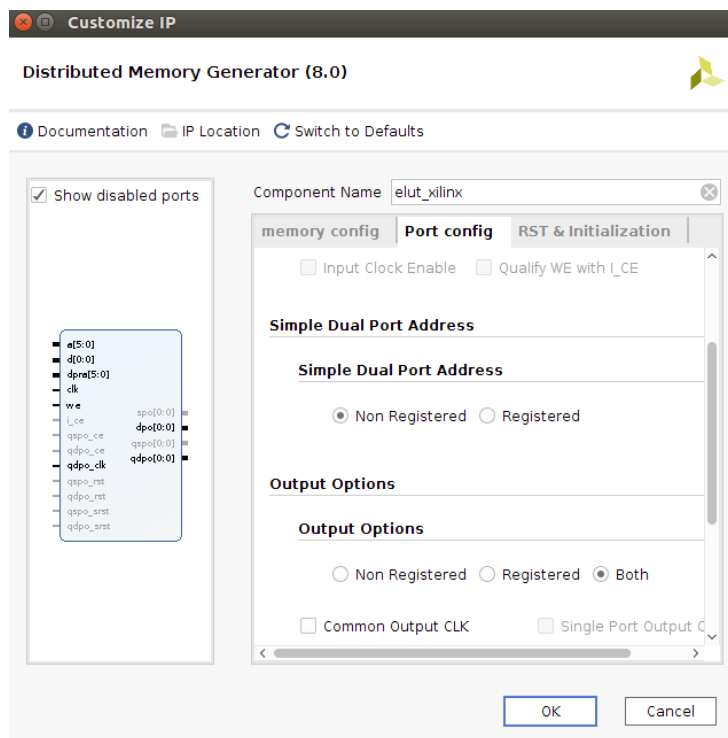 Customize IP
Distributed Memory Generator (8.0)
Documentation IP Location Switch to Defaults
Show disabled ports
Component Name elut_xilinx
memory config Port config RST & Initialization
Input Clock Enable Qualify WE with I_CE
Simple Dual Port Address
Simple Dual Port Address
Non Registered Registered
Output Options
Output Options
Non Registered Registered Both
Common Output CLK Single Port Output C
a[5:0]
d[0:0]
dpra[5:0]
clk
we
i_ce
qspo_ce
qdpo_ce
qdpo_clk
qspo_rst
qdpo_rst
qspo_srst
qdpo_srst
spo[0:0]
dpo[0:0]
qspo[0:0]
qdpo[0:0]
OK Cancel